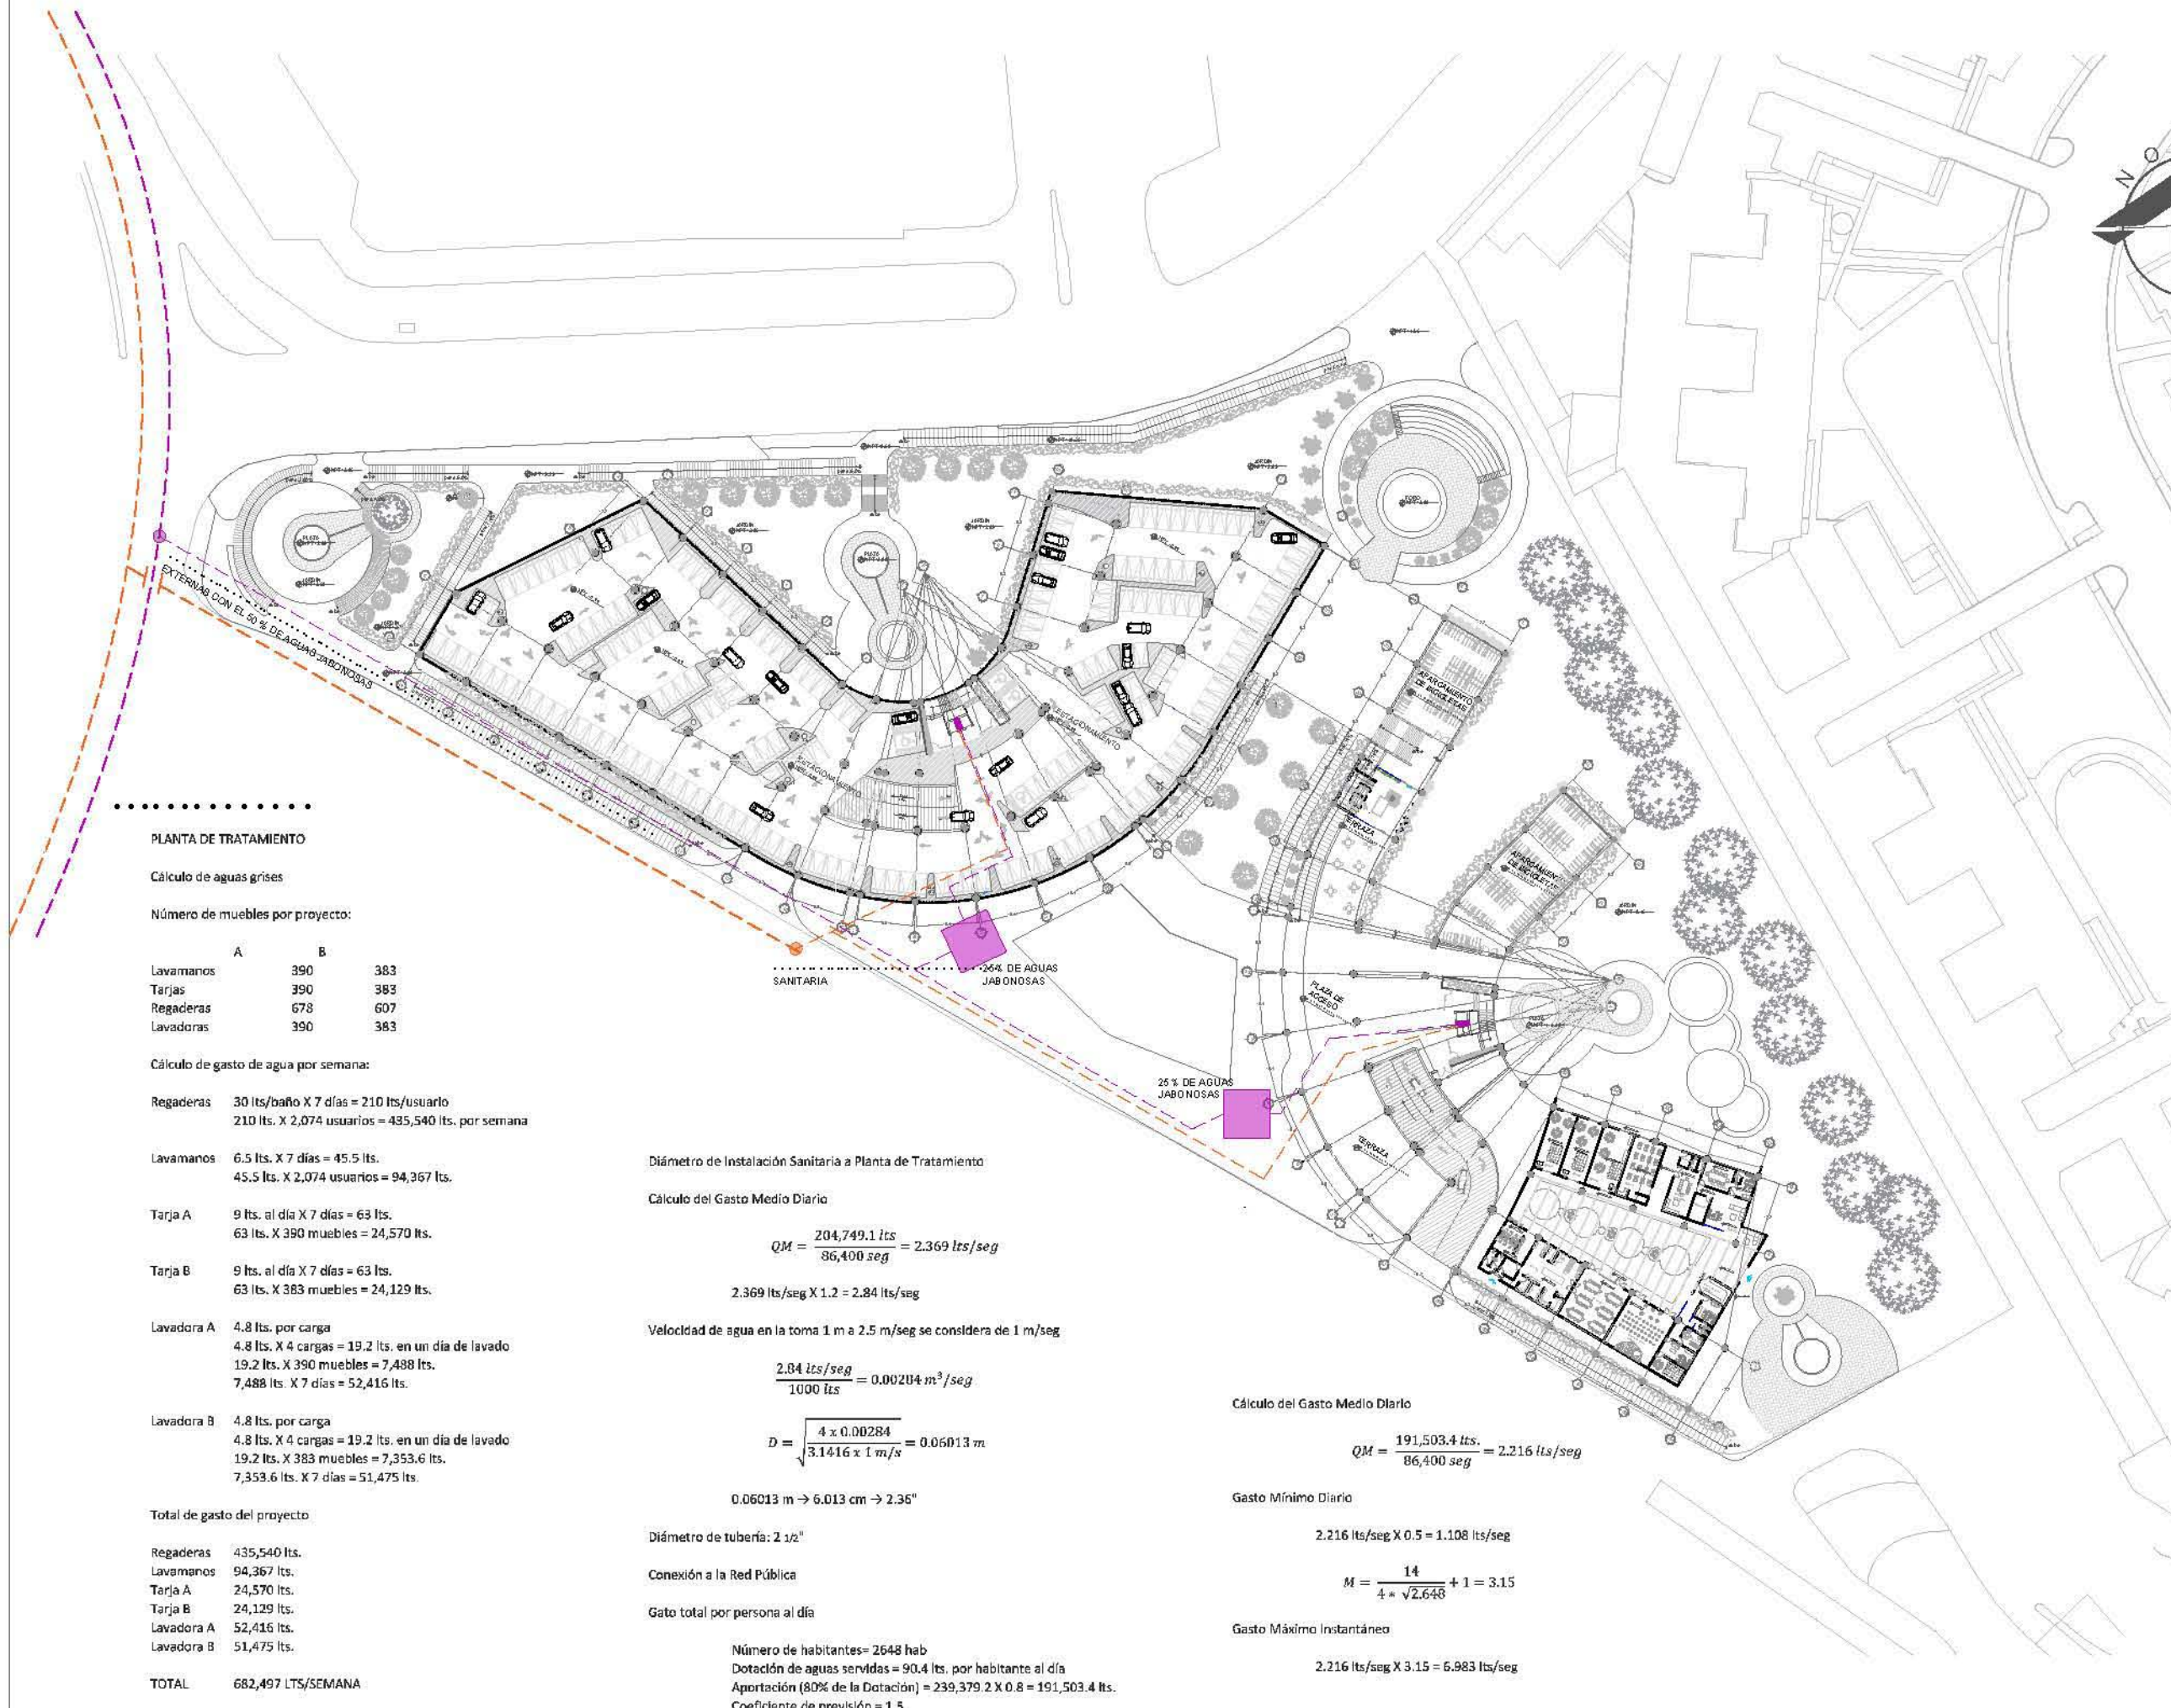 N O
EXTERNAS CON EL 50 % DE AGUAS JABONOSAS
PLAZA
JARDIN
JARDIN
PLAZA
JARDIN
JARDIN
FORO
ESTACIONAMIENTO
ESTACIONAMIENTO
APARCAMIENTO
DE BICICLETAS
TERRAZA
APARCAMIENTO
DE BICICLETAS
JARDIN
PLAZA DE
ACCESO
TERRAZA
SANITARIA
25% DE AGUAS
JABONOSAS
25 % DE AGUAS
JABONOSAS
PLANTA DE TRATAMIENTO
Cálculo de aguas grises
Número de muebles por proyecto:
A B
Lavamanos 390 383
Tarjas 390 383
Regaderas 678 607
Lavadoras 390 383
Cálculo de gasto de agua por semana:
Regaderas 30 lts/baño X 7 días = 210 lts/usuario
210 lts. X 2,074 usuarios = 435,540 lts. por semana
Lavamanos 6.5 lts. X 7 días = 45.5 lts.
45.5 lts. X 2,074 usuarios = 94,367 lts.
Tarja A 9 lts. al día X 7 días = 63 lts.
63 lts. X 390 muebles = 24,570 lts.
Tarja B 9 lts. al día X 7 días = 63 lts.
63 lts. X 383 muebles = 24,129 lts.
Lavadora A 4.8 lts. por carga
4.8 lts. X 4 cargas = 19.2 lts. en un día de lavado
19.2 lts. X 390 muebles = 7,488 lts.
7,488 lts. X 7 días = 52,416 lts.
Lavadora B 4.8 lts. por carga
4.8 lts. X 4 cargas = 19.2 lts. en un día de lavado
19.2 lts. X 383 muebles = 7,353.6 lts.
7,353.6 lts. X 7 días = 51,475 lts.
Total de gasto del proyecto
Regaderas 435,540 lts.
Lavamanos 94,367 lts.
Tarja A 24,570 lts.
Tarja B 24,129 lts.
Lavadora A 52,416 lts.
Lavadora B 51,475 lts.
TOTAL 682,497 LTS/SEMANA
Diámetro de Instalación Sanitaria a Planta de Tratamiento
Cálculo del Gasto Medio Diario
QM = 204,749.1 lts / 86,400 seg = 2.369 lts/seg
2.369 lts/seg X 1.2 = 2.84 lts/seg
Velocidad de agua en la toma 1 m a 2.5 m/seg se considera de 1 m/seg
2.84 lts/seg / 1000 lts = 0.00284 m³/seg
D = √(4 x 0.00284 / 3.1416 x 1 m/s) = 0.06013 m
0.06013 m → 6.013 cm → 2.36"
Diámetro de tubería: 2 1/2"
Conexión a la Red Pública
Gato total por persona al día
Número de habitantes= 2648 hab
Dotación de aguas servidas = 90.4 lts. por habitante al día
Aportación (80% de la Dotación) = 239,379.2 X 0.8 = 191,503.4 lts.
Coeficiente de previsión = 1.5
Cálculo del Gasto Medio Diario
QM = 191,503.4 lts. / 86,400 seg = 2.216 lts/seg
Gasto Mínimo Diario
2.216 lts/seg X 0.5 = 1.108 lts/seg
M = 14 / 4 * √2.648 + 1 = 3.15
Gasto Máximo Instantáneo
2.216 lts/seg X 3.15 = 6.983 lts/seg